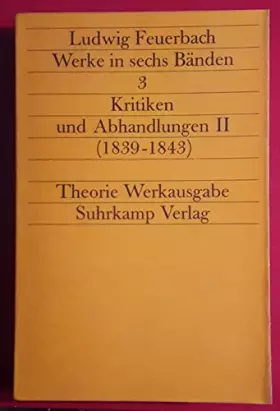 Ludwig Feuerbach
Werke in sechs Bänden
3
Kritiken
und Abhandlungen II
(1839-1843)
Theorie Werkausgabe
Suhrkamp Verlag